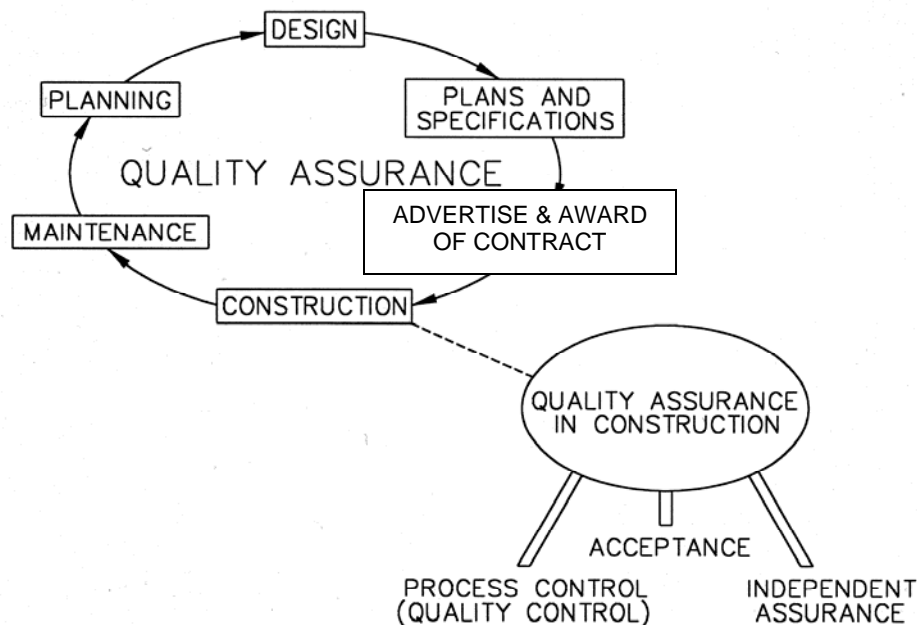 DESIGN
PLANNING
PLANS AND
SPECIFICATIONS
QUALITY ASSURANCE
ADVERTISE & AWARD
OF CONTRACT
MAINTENANCE
CONSTRUCTION
QUALITY ASSURANCE
IN CONSTRUCTION
ACCEPTANCE
PROCESS CONTROL
(QUALITY CONTROL)
INDEPENDENT
ASSURANCE